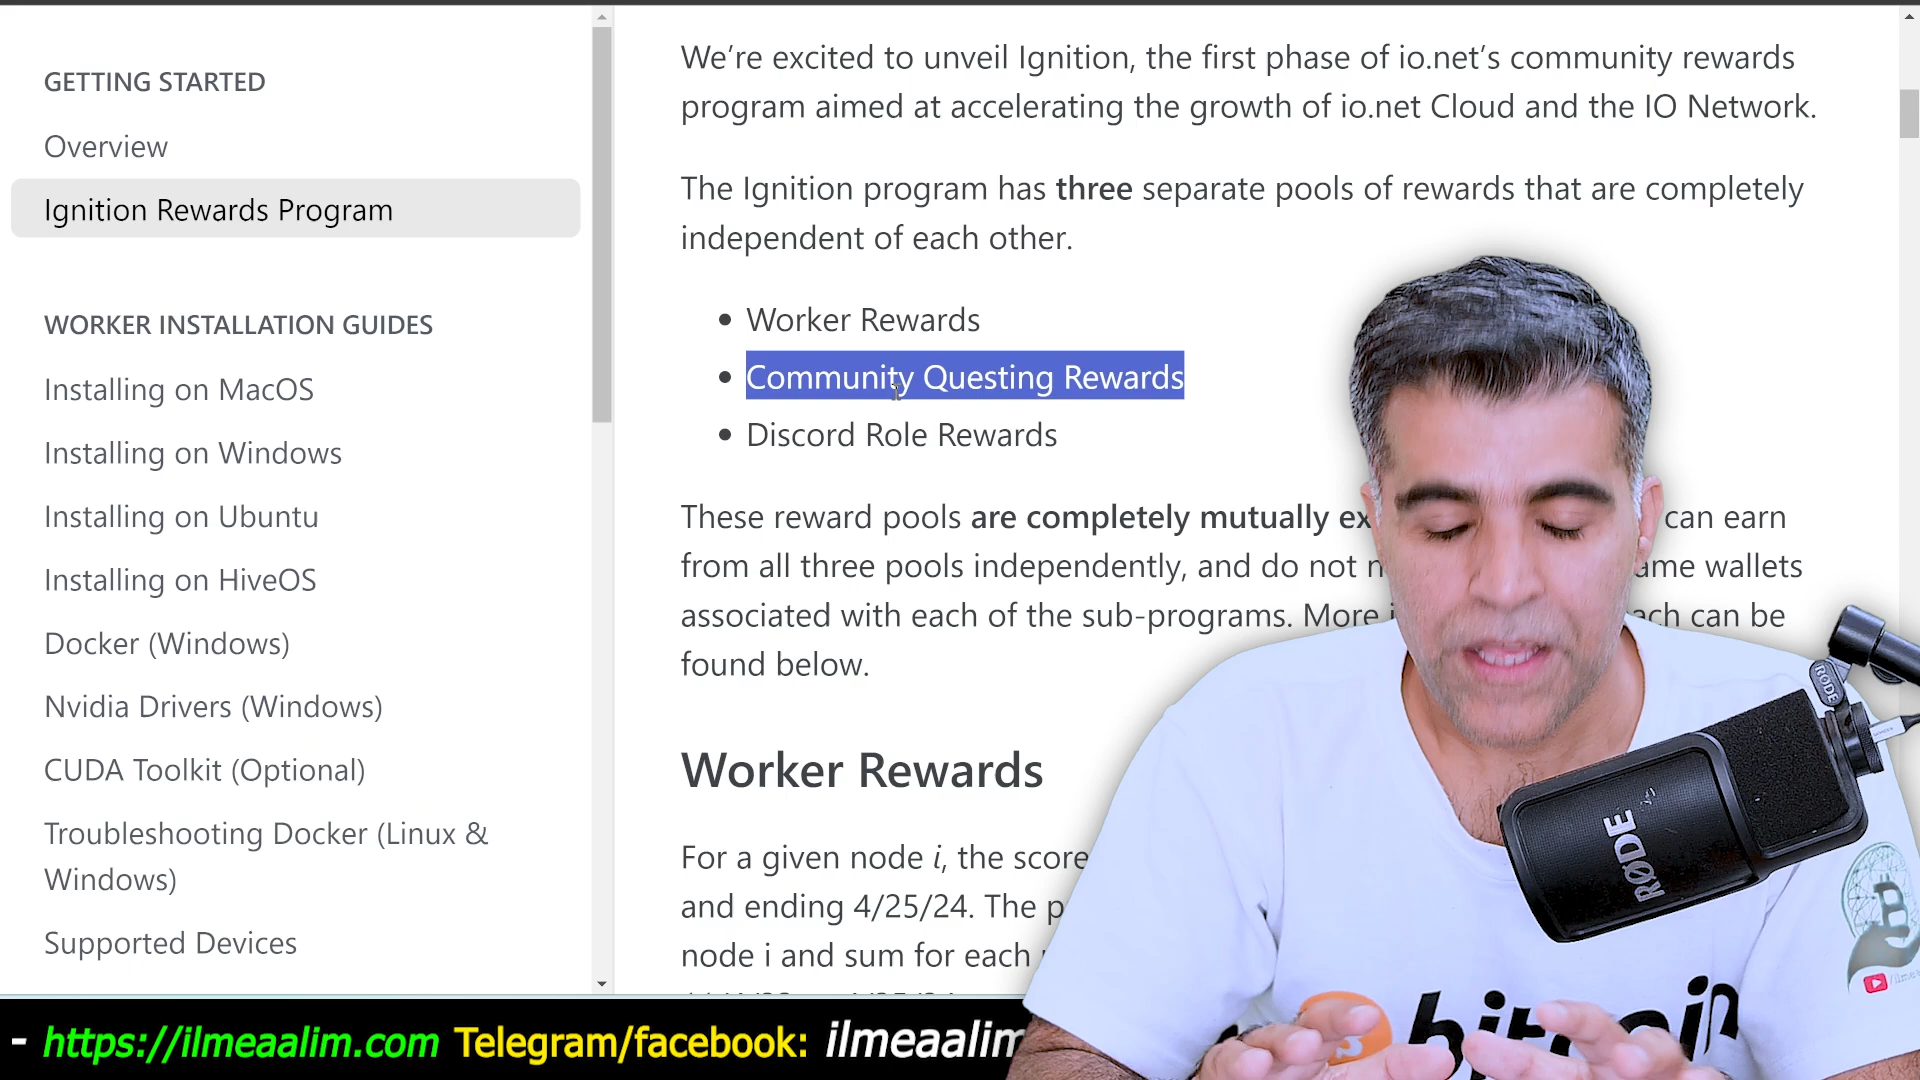 GETTING STARTED
Overview
Ignition Rewards Program
WORKER INSTALLATION GUIDES
Installing on MacOS
Installing on Windows
Installing on Ubuntu
Installing on HiveOS
Docker (Windows)
Nvidia Drivers (Windows)
CUDA Toolkit (Optional)
Troubleshooting Docker (Linux &
Windows)
Supported Devices
We’re excited to unveil Ignition, the first phase of io.net’s community rewards
program aimed at accelerating the growth of io.net Cloud and the IO Network.
The Ignition program has three separate pools of rewards that are completely
independent of each other.
• Worker Rewards
• Community Questing Rewards
• Discord Role Rewards
These reward pools are completely mutually ex can earn
from all three pools independently, and do not ame wallets
associated with each of the sub-programs. More ach can be
found below.
Worker Rewards
For a given node i, the score
and ending 4/25/24. The p
node i and sum for each
RØDE
RØDE
bitcoin
- https://ilmeaalim.com Telegram/facebook: ilmeaalim